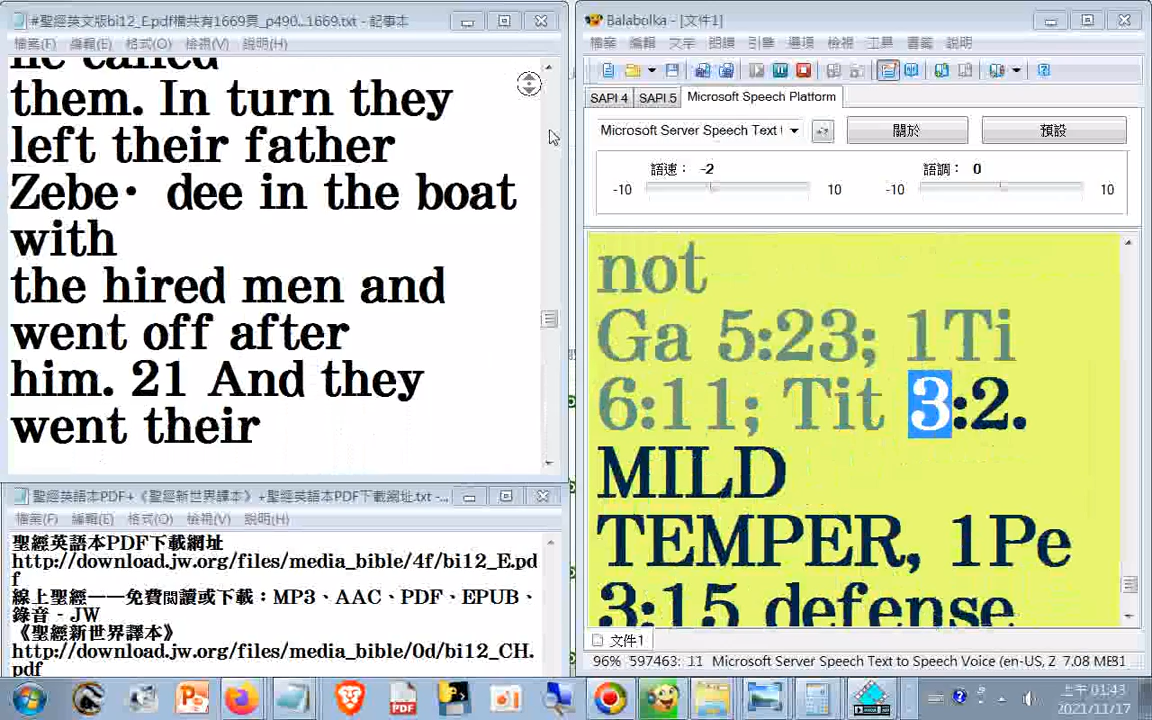 #聖經英文版bi12_E.pdf檔共有1669頁_p490..._1669.txt - 記事本
檔案(F) 編輯(E) 格式(O) 檢視(V) 說明(H)
he called
them. In turn they
left their father
Zebe· dee in the boat
with
the hired men and
went off after
him. 21 And they
went their
聖經英語本PDF+《聖經新世界譯本》+聖經英語本PDF下載網址.txt - ...
檔案(F) 編輯(E) 格式(O) 檢視(V) 說明(H)
聖經英語本PDF下載網址
http://download.jw.org/files/media_bible/4f/bi12_E.pd
f
線上聖經——免費閱讀或下載：MP3、AAC、PDF、EPUB、
錄音 - JW
《聖經新世界譯本》
http://download.jw.org/files/media_bible/0d/bi12_CH.
pdf
Balabolka - [文件1]
檔案 編輯 文字 朗讀 引擎 選項 檢視 工具 書籤 說明
SAPI 4 SAPI 5 Microsoft Speech Platform
Microsoft Server Speech Text 關於 預設
語速： -2 語調： 0
-10 10 -10 10
not
Ga 5:23; 1Ti
6:11; Tit 3:2.
MILD
TEMPER, 1Pe
3:15 defense
文件1
96% 597463: 11 Microsoft Server Speech Text to Speech Voice (en-US, Z 7.08 MB
上午 01:43
2021/11/17